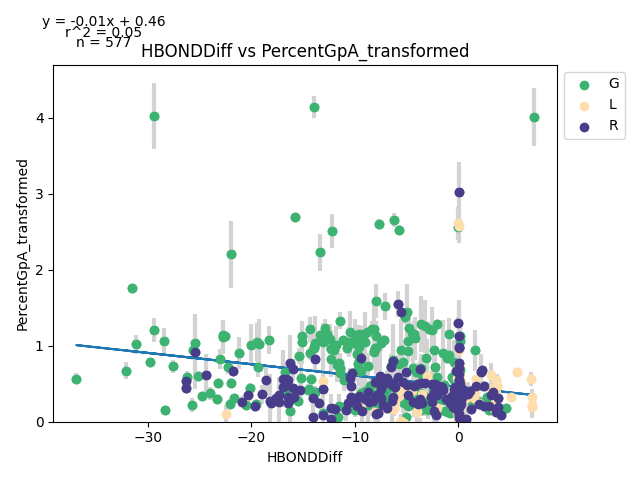 y = -0.01x + 0.46
r^2 = 0.05
n = 577
HBONDDiff vs PercentGpA_transformed
G
L
R
PercentGpA_transformed
4
3
2
1
0
−30
−20
−10
0
HBONDDiff